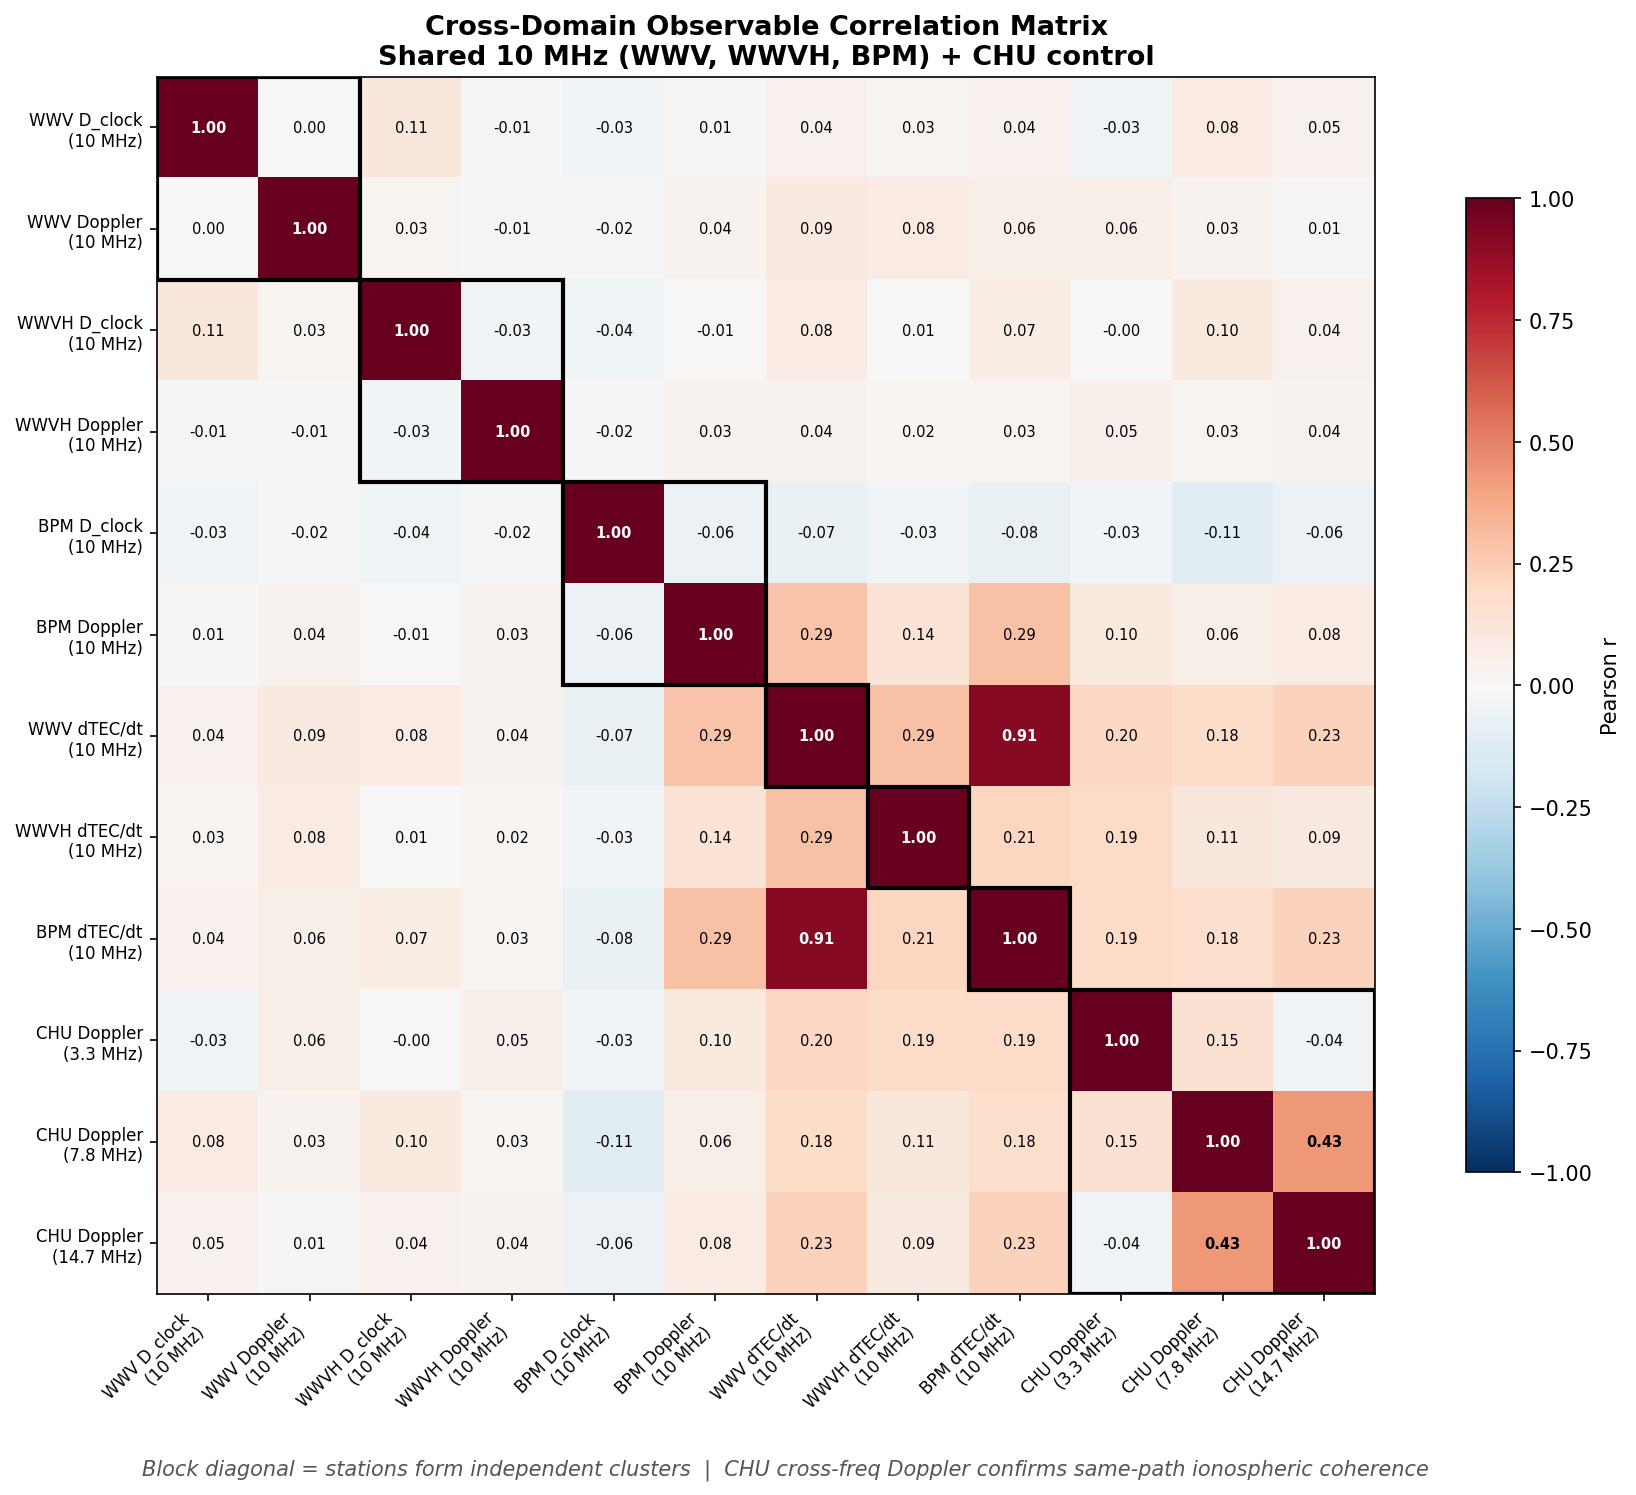 Cross-Domain Observable Correlation Matrix
Shared 10 MHz (WWV, WWVH, BPM) + CHU control
WWV D_clock
(10 MHz)
1.00 0.00 0.11 -0.01 -0.03 0.01 0.04 0.03 0.04 -0.03 0.08 0.05
WWV Doppler
(10 MHz)
0.00 1.00 0.03 -0.01 -0.02 0.04 0.09 0.08 0.06 0.06 0.03 0.01
WWVH D_clock
(10 MHz)
0.11 0.03 1.00 -0.03 -0.04 -0.01 0.08 0.01 0.07 -0.00 0.10 0.04
WWVH Doppler
(10 MHz)
-0.01 -0.01 -0.03 1.00 -0.02 0.03 0.04 0.02 0.03 0.05 0.03 0.04
BPM D_clock
(10 MHz)
-0.03 -0.02 -0.04 -0.02 1.00 -0.06 -0.07 -0.03 -0.08 -0.03 -0.11 -0.06
BPM Doppler
(10 MHz)
0.01 0.04 -0.01 0.03 -0.06 1.00 0.29 0.14 0.29 0.10 0.06 0.08
WWV dTEC/dt
(10 MHz)
0.04 0.09 0.08 0.04 -0.07 0.29 1.00 0.29 0.91 0.20 0.18 0.23
WWVH dTEC/dt
(10 MHz)
0.03 0.08 0.01 0.02 -0.03 0.14 0.29 1.00 0.21 0.19 0.11 0.09
BPM dTEC/dt
(10 MHz)
0.04 0.06 0.07 0.03 -0.08 0.29 0.91 0.21 1.00 0.19 0.18 0.23
CHU Doppler
(3.3 MHz)
-0.03 0.06 -0.00 0.05 -0.03 0.10 0.20 0.19 0.19 1.00 0.15 -0.04
CHU Doppler
(7.8 MHz)
0.08 0.03 0.10 0.03 -0.11 0.06 0.18 0.11 0.18 0.15 1.00 0.43
CHU Doppler
(14.7 MHz)
0.05 0.01 0.04 0.04 -0.06 0.08 0.23 0.09 0.23 -0.04 0.43 1.00
WWV D_clock
(10 MHz)
WWV Doppler
(10 MHz)
WWVH D_clock
(10 MHz)
WWVH Doppler
(10 MHz)
BPM D_clock
(10 MHz)
BPM Doppler
(10 MHz)
WWV dTEC/dt
(10 MHz)
WWVH dTEC/dt
(10 MHz)
BPM dTEC/dt
(10 MHz)
CHU Doppler
(3.3 MHz)
CHU Doppler
(7.8 MHz)
CHU Doppler
(14.7 MHz)
1.00
0.75
0.50
0.25
0.00
−0.25
−0.50
−0.75
−1.00
Pearson r
Block diagonal = stations form independent clusters | CHU cross-freq Doppler confirms same-path ionospheric coherence